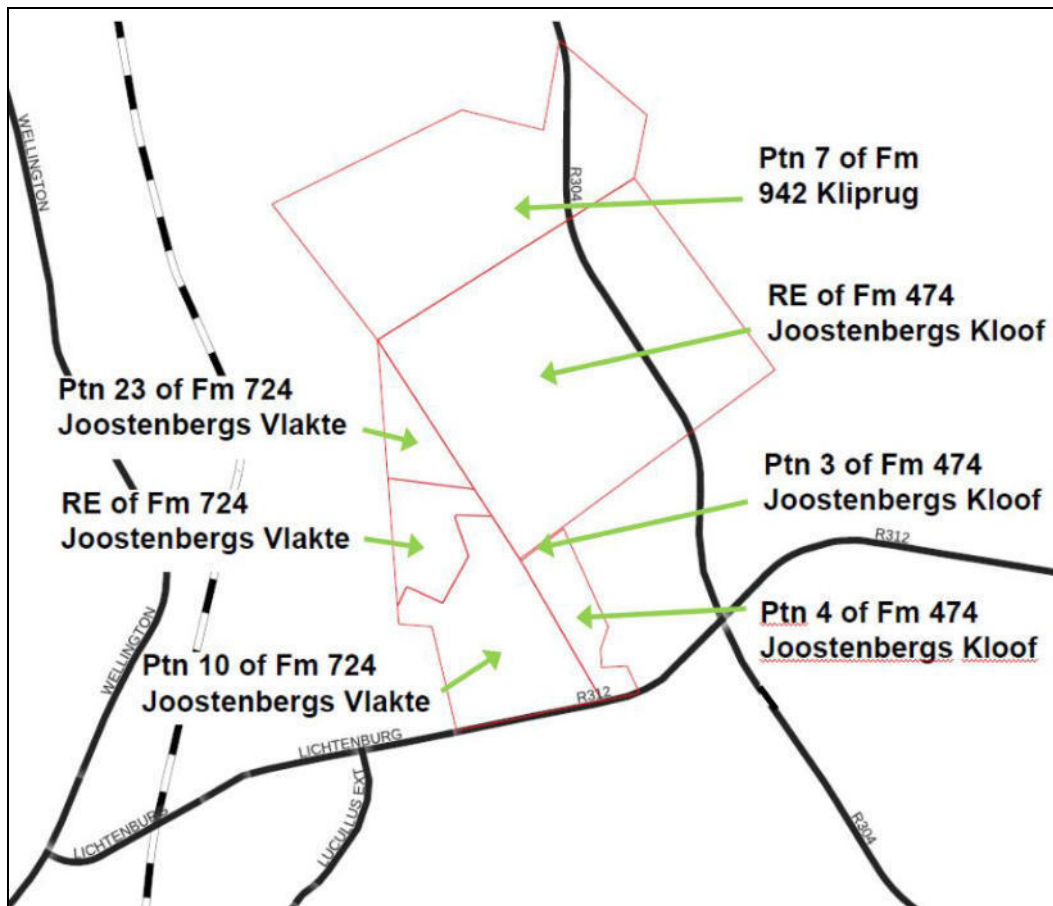 WELLINGTON
R304
Ptn 7 of Fm
942 Kliprug
RE of Fm 474
Joostenbergs Kloof
Ptn 23 of Fm 724
Joostenbergs Vlakte
Ptn 3 of Fm 474
Joostenbergs Kloof
RE of Fm 724
Joostenbergs Vlakte
R312
Ptn 4 of Fm 474
Joostenbergs Kloof
WELLINGTON
Ptn 10 of Fm 724
Joostenbergs Vlakte
R312
LICHTENBURG
LICHTENBURG
LUCULLUS EXT
R304